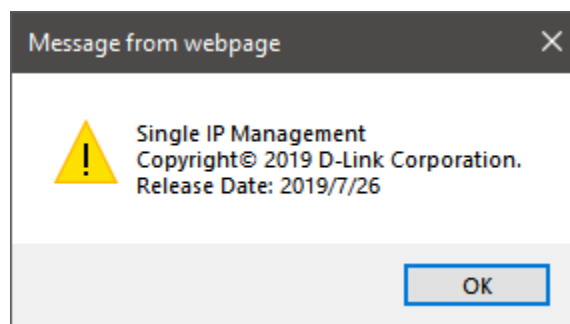 Message from webpage
Single IP Management
Copyright© 2019 D-Link Corporation.
Release Date: 2019/7/26
OK